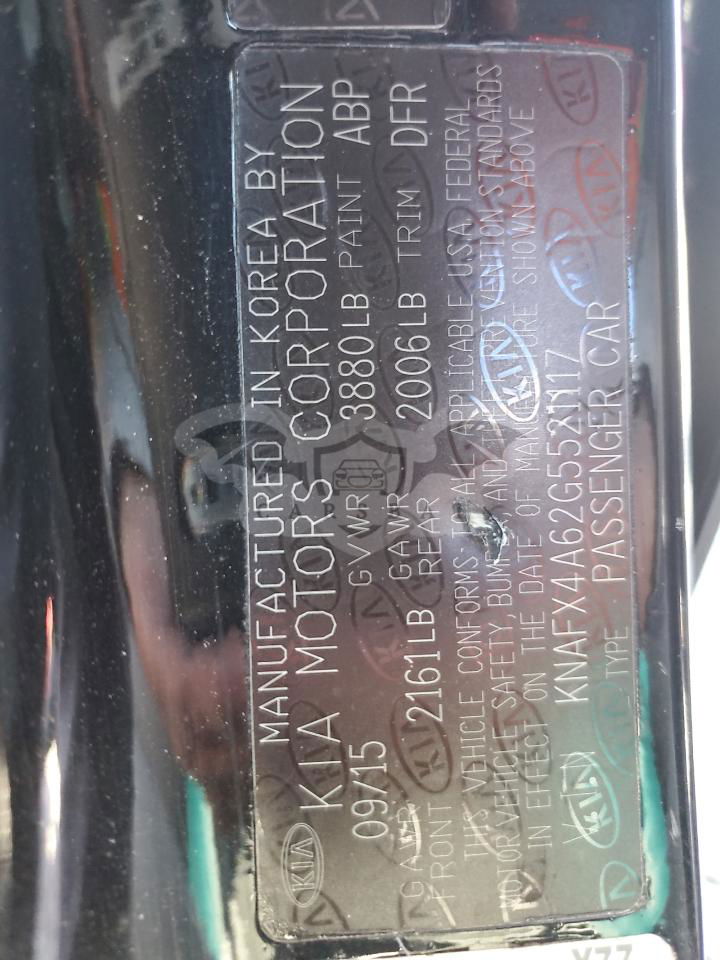 MANUFACTURED IN KOREA BY
KIA KIA MOTORS CORPORATION
09/15 GVWR 3880LB PAINT ABP
GAWR FRONT 2161LB GAWR REAR 2006LB TRIM DFR
THIS VEHICLE CONFORMS TO ALL APPLICABLE U.S.A. FEDERAL
MOTOR VEHICLE SAFETY, BUMPER, AND THEFT PREVENTION STANDARDS
IN EFFECT ON THE DATE OF MANUFACTURE SHOWN ABOVE
VIN KNAFX4A62G5521117
TYPE PASSENGER CAR